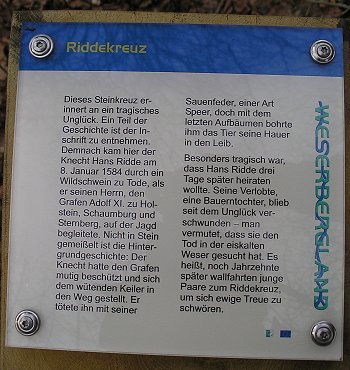 Riddekreuz
Dieses Steinkreuz er-
innert an ein tragisches
Unglück. Ein Teil der
Geschichte ist der In-
schrift zu entnehmen.
Demnach kam hier der
Knecht Hans Ridde am
8. Januar 1584 durch ein
Wildschwein zu Tode, als
er seinen Herrn, den
Grafen Adolf XI. zu Hol-
stein, Schaumburg und
Sternberg, auf der Jagd
begleitete. Nicht in Stein
gemeißelt ist die Hinter-
grundgeschichte: Der
Knecht hatte den Grafen
mutig beschützt und sich
dem wütenden Keiler in
den Weg gestellt. Er
tötete ihn mit seiner
Sauenfeder, einer Art
Speer, doch mit dem
letzten Aufbäumen bohrte
ihm das Tier seine Hauer
in den Leib.
Besonders tragisch war,
dass Hans Ridde drei
Tage später heiraten
wollte. Seine Verlobte,
eine Bauerntochter, blieb
seit dem Unglück ver-
schwunden – man
vermutet, dass sie den
Tod in der eiskalten
Weser gesucht hat. Es
heißt, noch Jahrzehnte
später wallfahrten junge
Paare zum Riddekreuz,
um sich ewige Treue zu
schwören.
WESERBERGLAND